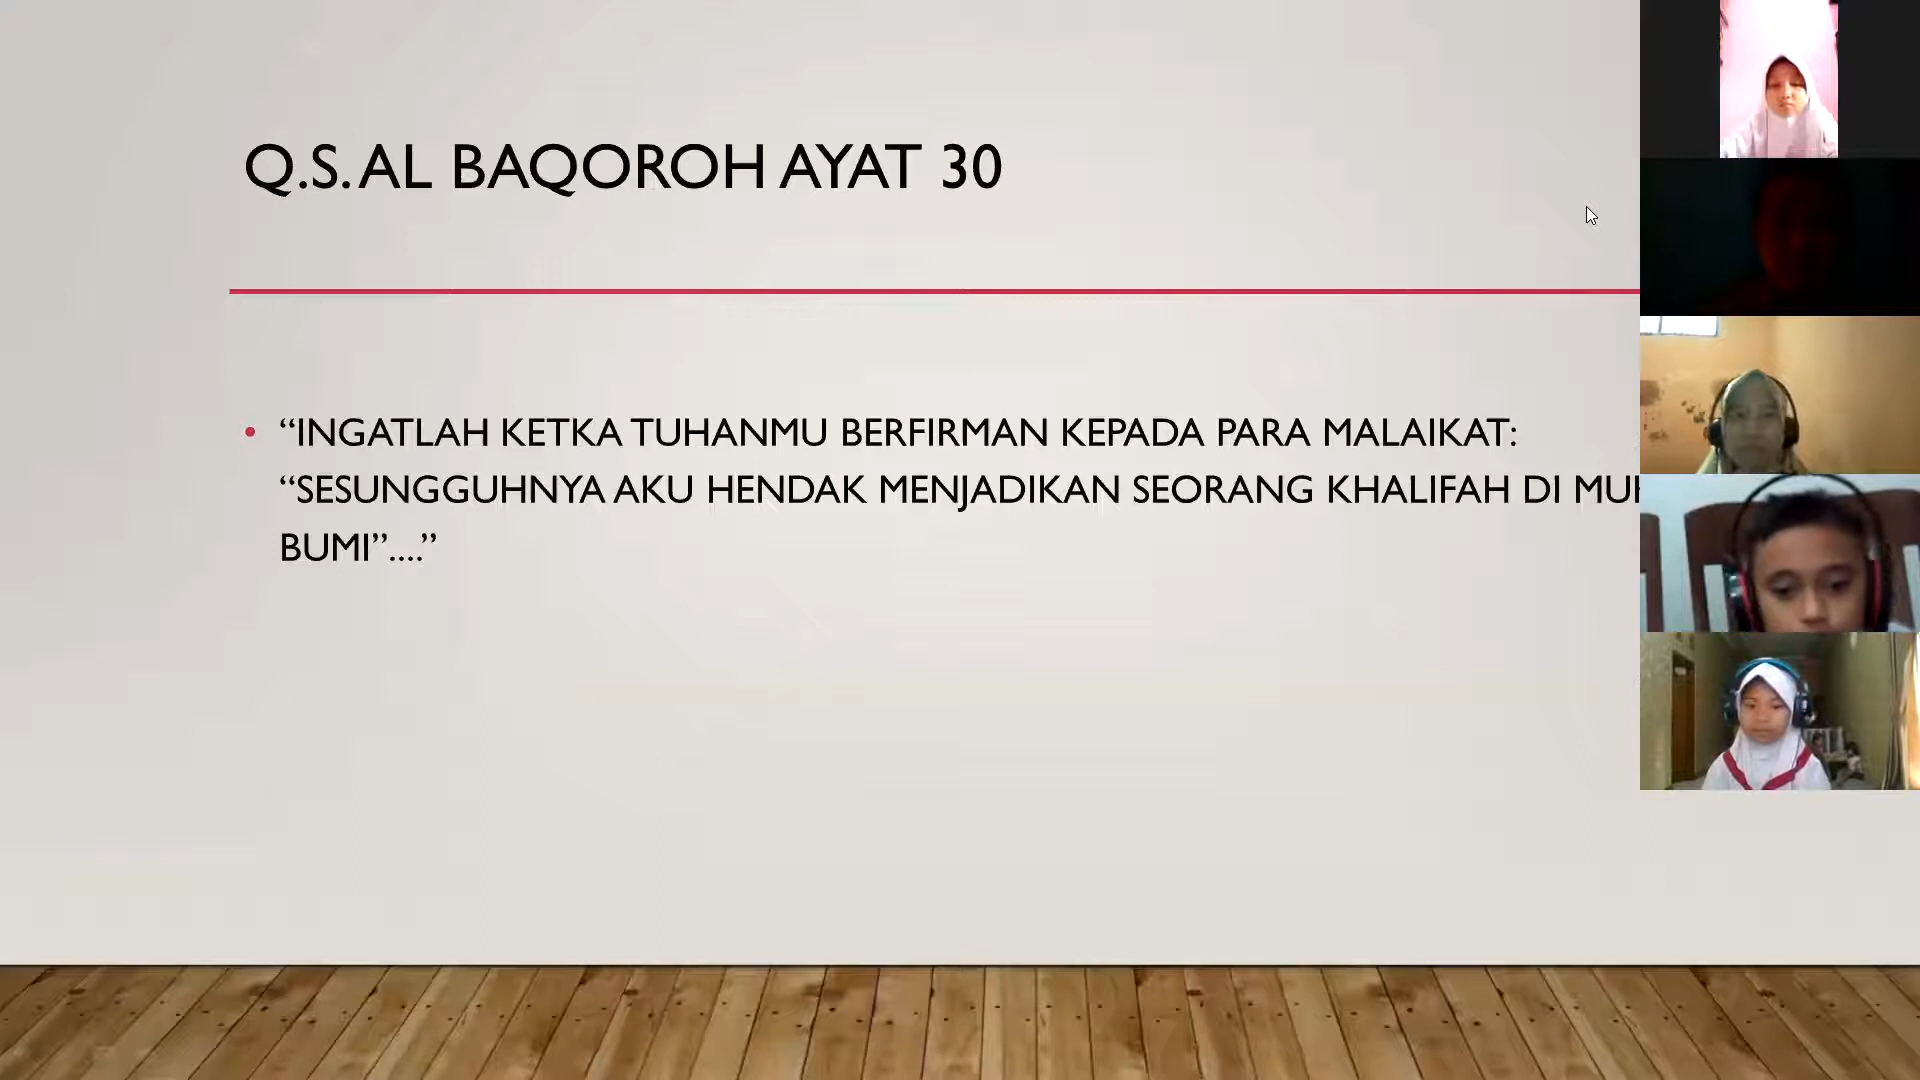 Q.S. AL BAQOROH AYAT 30
• “INGATLAH KETKA TUHANMU BERFIRMAN KEPADA PARA MALAIKAT:
“SESUNGGUHNYA AKU HENDAK MENJADIKAN SEORANG KHALIFAH DI
BUMI”....”